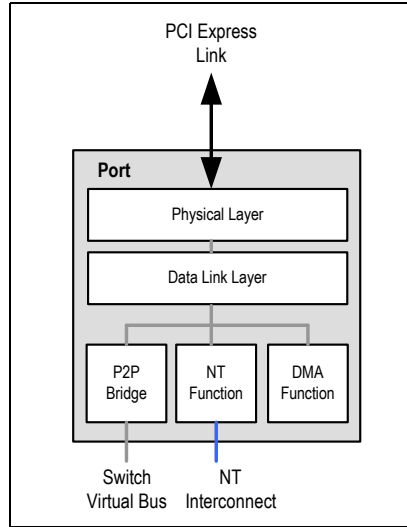 PCI Express
Link
Port
Physical Layer
Data Link Layer
P2P
Bridge
NT
Function
DMA
Function
Switch
Virtual Bus
NT
Interconnect